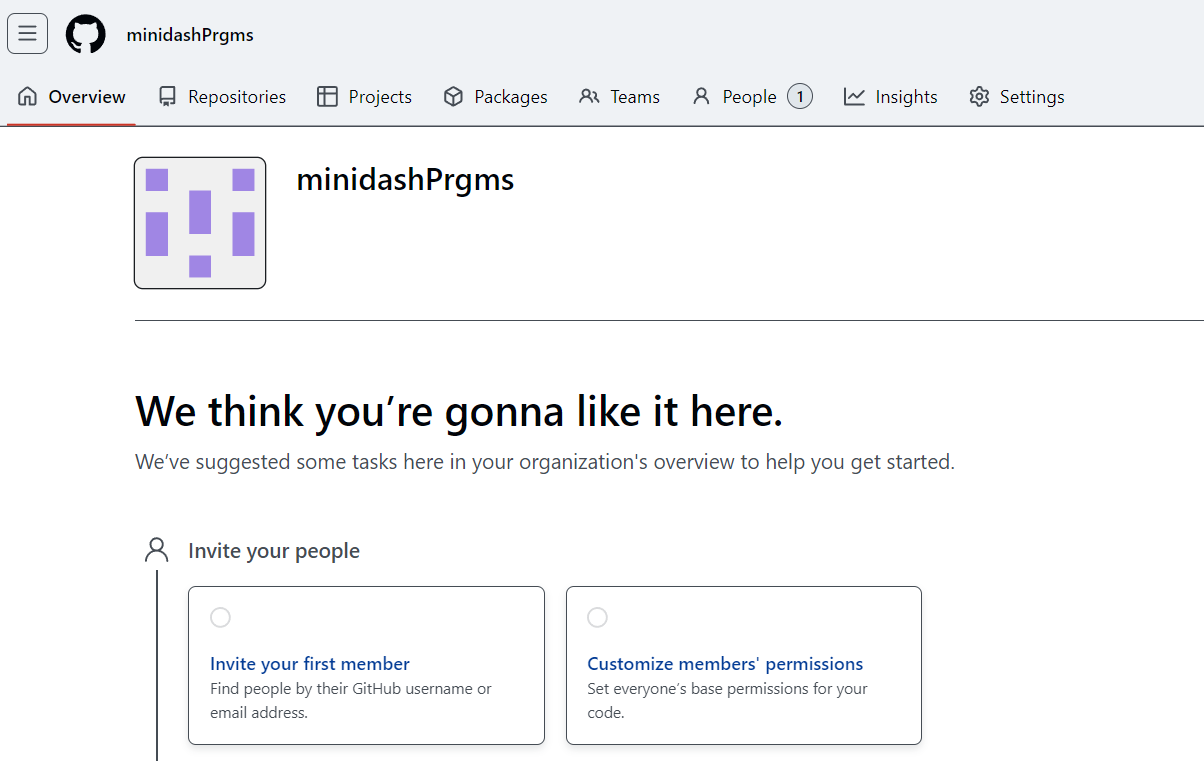 minidashPrgms
Overview Repositories Projects Packages Teams People 1 Insights Settings
minidashPrgms
We think you’re gonna like it here.
We’ve suggested some tasks here in your organization's overview to help you get started.
Invite your people
Invite your first member
Find people by their GitHub username or
email address.
Customize members' permissions
Set everyone’s base permissions for your
code.